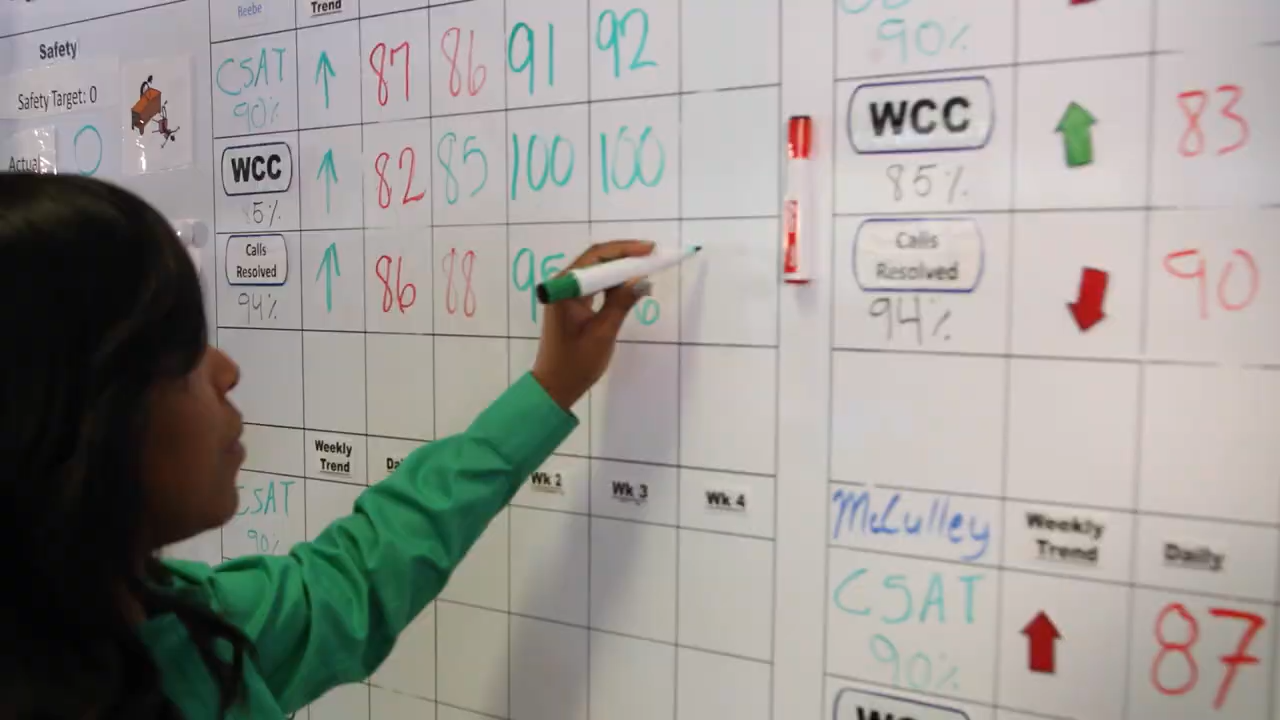 Beebe
Trend
Safety
CSAT
90%
87 86 91 92
Safety Target: 0
Actual
0
WCC
5%
82 85 100 100
Calls
Resolved
94%
86 88 95
Weekly
Trend
Wk 2
Wk 3
Wk 4
CSAT
90%
90%
WCC
85%
83
Calls
Resolved
94%
90
McCulley
Weekly
Trend
Daily
CSAT
90%
87